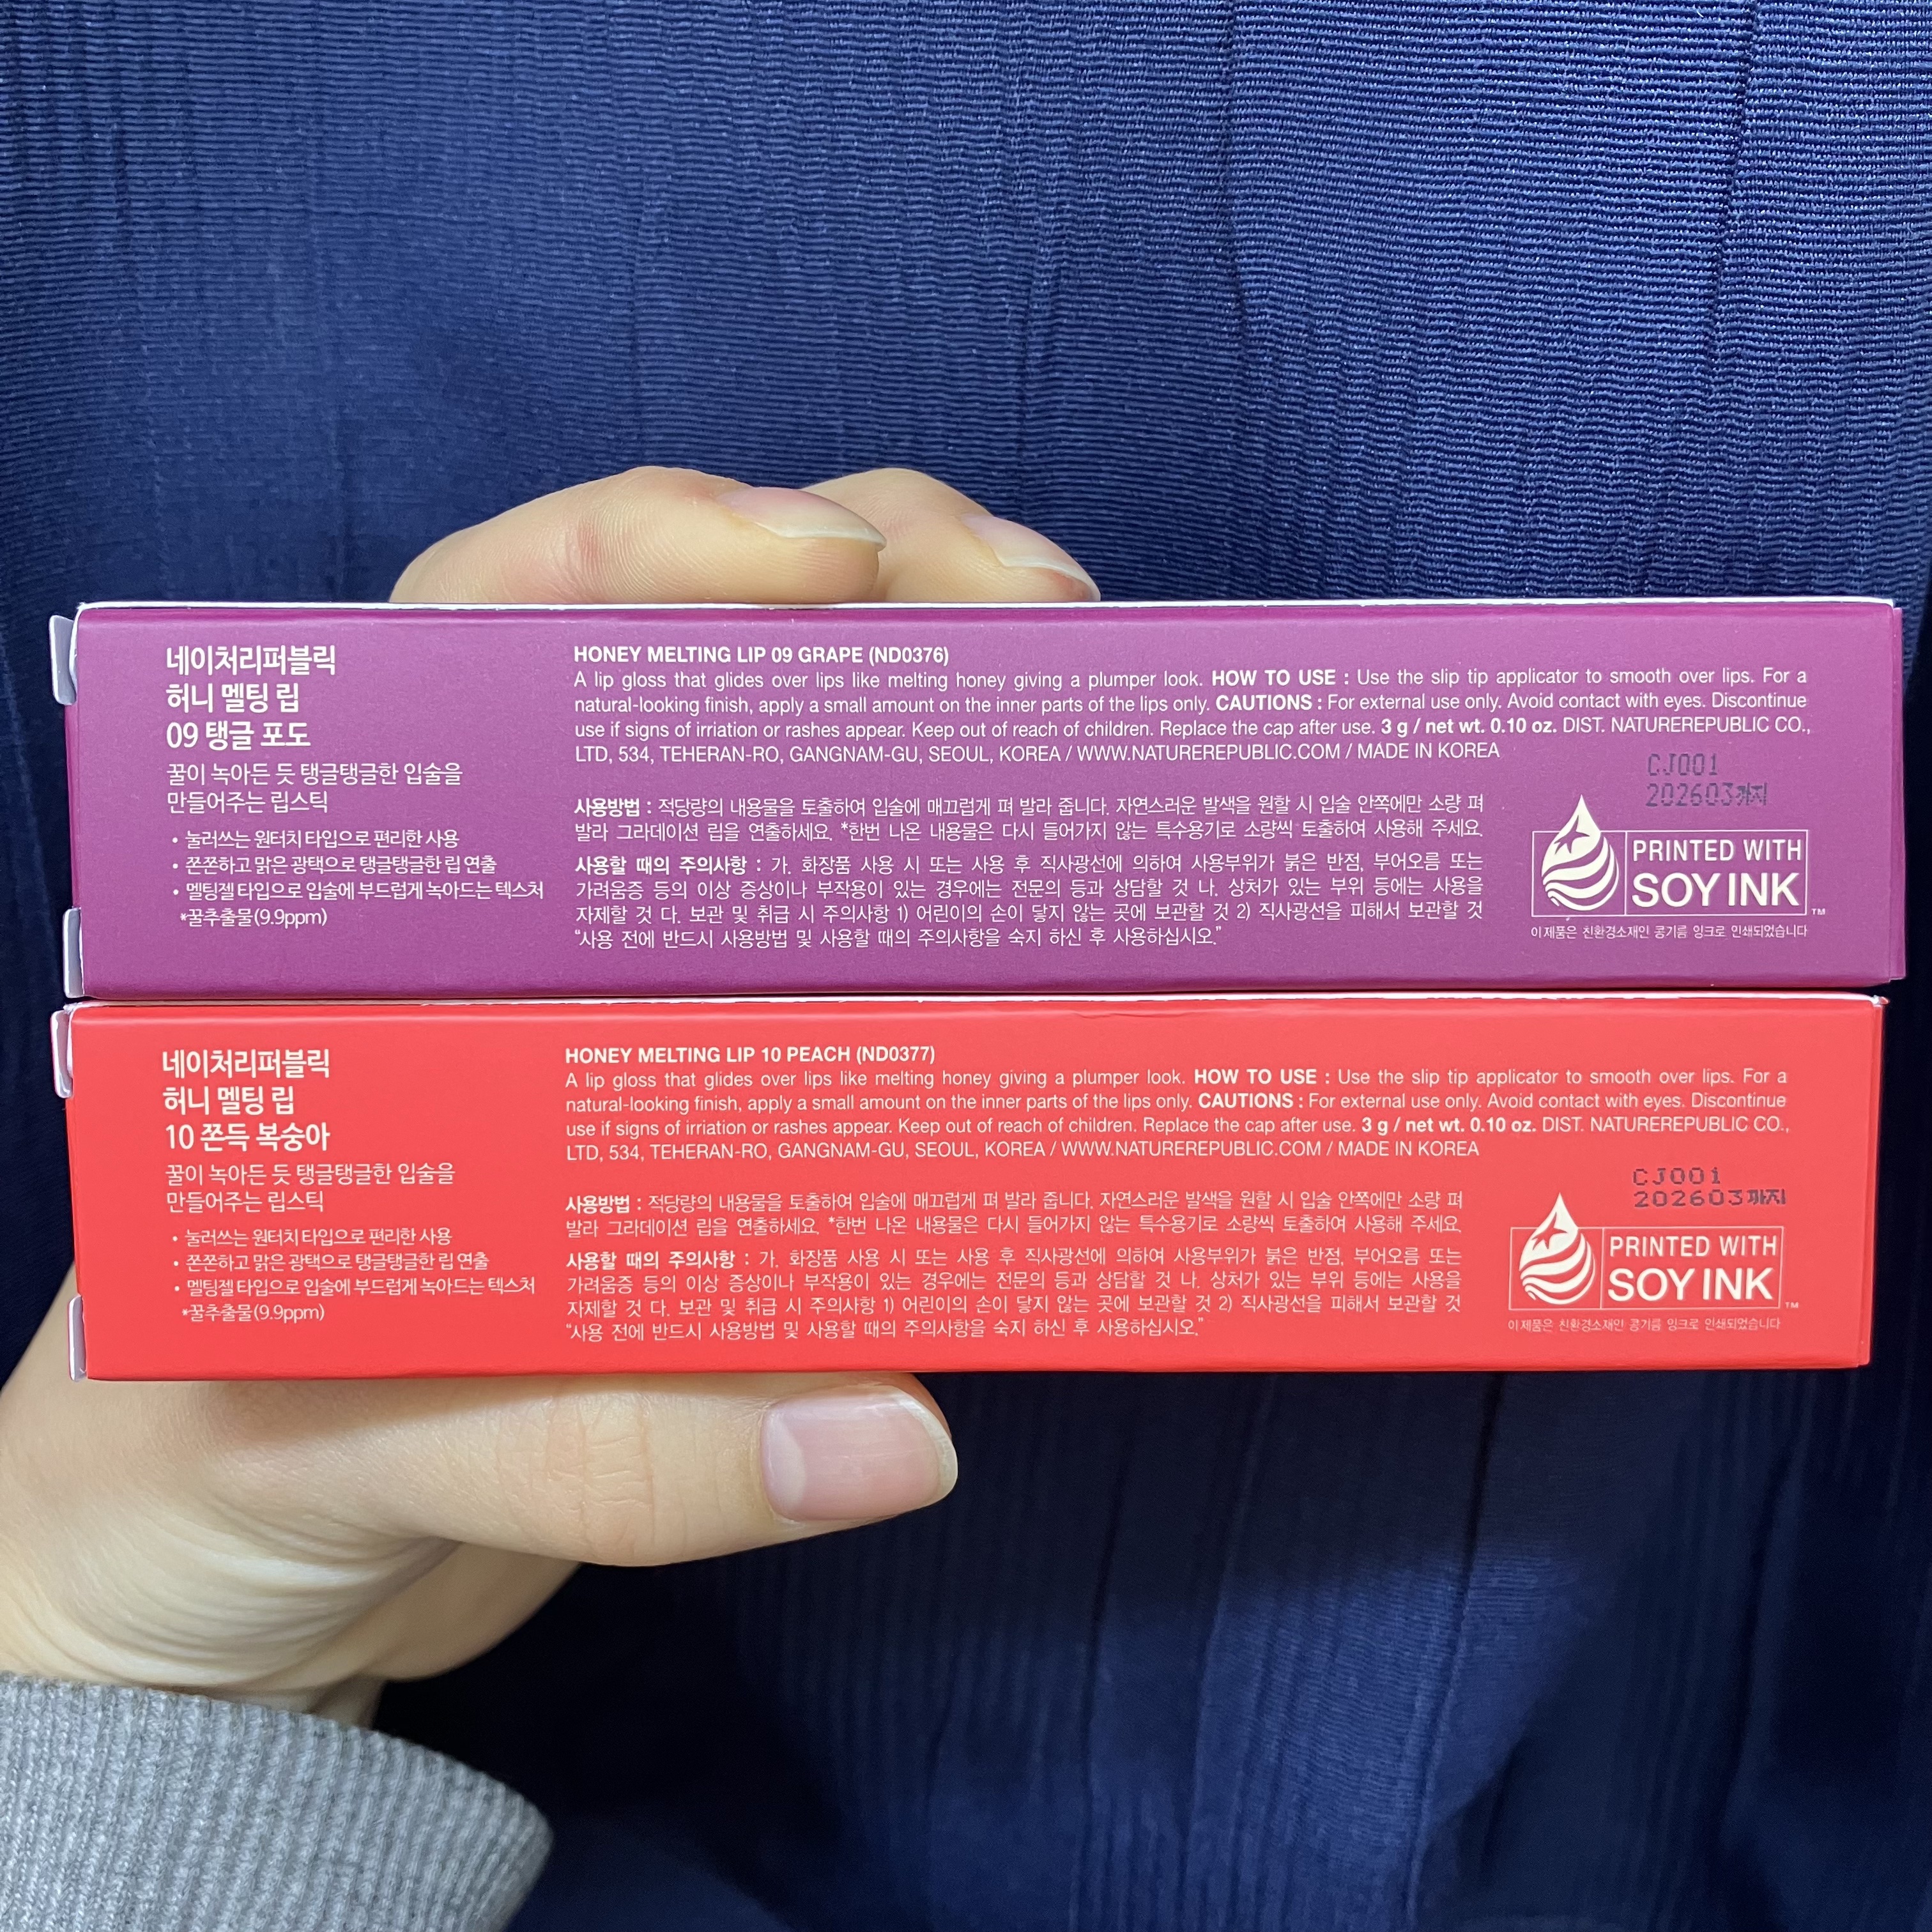 네이처리퍼블릭
허니 멜팅 립
09 탱글 포도
꿀이 녹아든 듯 탱글탱글한 입술을
만들어주는 립스틱
• 눌러쓰는 원터치 타입으로 편리한 사용
• 쫀쫀하고 맑은 광택으로 탱글탱글한 립 연출
• 멜팅젤 타입으로 입술에 부드럽게 녹아드는 텍스처
*꿀추출물(9.9ppm)
HONEY MELTING LIP 09 GRAPE (ND0376)
A lip gloss that glides over lips like melting honey giving a plumper look. HOW TO USE : Use the slip tip applicator to smooth over lips. For a
natural-looking finish, apply a small amount on the inner parts of the lips only. CAUTIONS : For external use only. Avoid contact with eyes. Discontinue
use if signs of irriation or rashes appear. Keep out of reach of children. Replace the cap after use. 3 g / net wt. 0.10 oz. DIST. NATUREREPUBLIC CO.,
LTD, 534, TEHERAN-RO, GANGNAM-GU, SEOUL, KOREA / WWW.NATUREREPUBLIC.COM / MADE IN KOREA
사용방법 : 적당량의 내용물을 토출하여 입술에 매끄럽게 펴 발라 줍니다. 자연스러운 발색을 원할 시 입술 안쪽에만 소량 펴
발라 그라데이션 립을 연출하세요. *한번 나온 내용물은 다시 들어가지 않는 특수용기로 소량씩 토출하여 사용해 주세요.
사용할 때의 주의사항 : 가. 화장품 사용 시 또는 사용 후 직사광선에 의하여 사용부위가 붉은 반점, 부어오름 또는
가려움증 등의 이상 증상이나 부작용이 있는 경우에는 전문의 등과 상담할 것 나. 상처가 있는 부위 등에는 사용을
자제할 것 다. 보관 및 취급 시 주의사항 1) 어린이의 손이 닿지 않는 곳에 보관할 것 2) 직사광선을 피해서 보관할 것
“사용 전에 반드시 사용방법 및 사용할 때의 주의사항을 숙지 하신 후 사용하십시오.”
CJ001
202603까지
PRINTED WITH
SOY INK ™
이 제품은 친환경소재인 콩기름 잉크로 인쇄되었습니다
네이처리퍼블릭
허니 멜팅 립
10 쫀득 복숭아
꿀이 녹아든 듯 탱글탱글한 입술을
만들어주는 립스틱
• 눌러쓰는 원터치 타입으로 편리한 사용
• 쫀쫀하고 맑은 광택으로 탱글탱글한 립 연출
• 멜팅젤 타입으로 입술에 부드럽게 녹아드는 텍스처
*꿀추출물(9.9ppm)
HONEY MELTING LIP 10 PEACH (ND0377)
A lip gloss that glides over lips like melting honey giving a plumper look. HOW TO USE : Use the slip tip applicator to smooth over lips. For a
natural-looking finish, apply a small amount on the inner parts of the lips only. CAUTIONS : For external use only. Avoid contact with eyes. Discontinue
use if signs of irriation or rashes appear. Keep out of reach of children. Replace the cap after use. 3 g / net wt. 0.10 oz. DIST. NATUREREPUBLIC CO.,
LTD, 534, TEHERAN-RO, GANGNAM-GU, SEOUL, KOREA / WWW.NATUREREPUBLIC.COM / MADE IN KOREA
사용방법 : 적당량의 내용물을 토출하여 입술에 매끄럽게 펴 발라 줍니다. 자연스러운 발색을 원할 시 입술 안쪽에만 소량 펴
발라 그라데이션 립을 연출하세요. *한번 나온 내용물은 다시 들어가지 않는 특수용기로 소량씩 토출하여 사용해 주세요.
사용할 때의 주의사항 : 가. 화장품 사용 시 또는 사용 후 직사광선에 의하여 사용부위가 붉은 반점, 부어오름 또는
가려움증 등의 이상 증상이나 부작용이 있는 경우에는 전문의 등과 상담할 것 나. 상처가 있는 부위 등에는 사용을
자제할 것 다. 보관 및 취급 시 주의사항 1) 어린이의 손이 닿지 않는 곳에 보관할 것 2) 직사광선을 피해서 보관할 것
“사용 전에 반드시 사용방법 및 사용할 때의 주의사항을 숙지 하신 후 사용하십시오.”
CJ001
202603까지
PRINTED WITH
SOY INK ™
이 제품은 친환경소재인 콩기름 잉크로 인쇄되었습니다